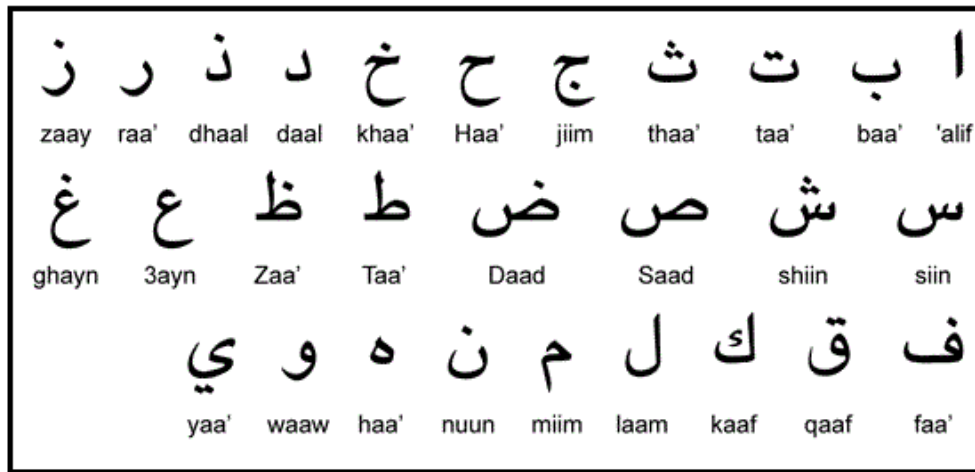 ا ب ت ث ج ح خ د ذ ر ز
'alif baa' taa' thaa' jiim Haa' khaa' daal dhaal raa' zaay
س ش ص ض ط ظ ع غ
siin shiin Saad Daad Taa' Zaa' 3ayn ghayn
ف ق ك ل م ن ه و ي
faa' qaaf kaaf laam miim nuun haa' waaw yaa'